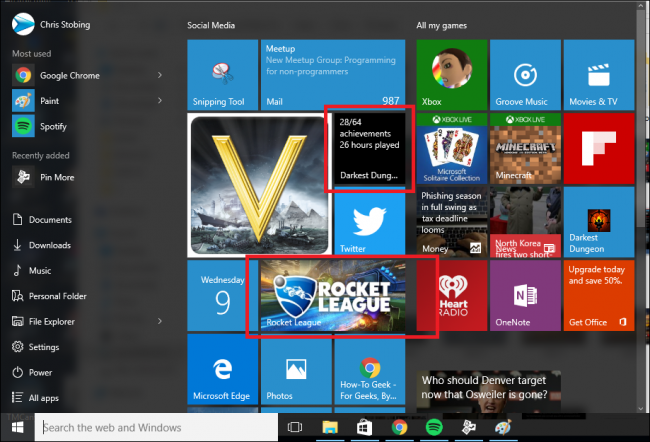 Chris Stobing
Most used
Google Chrome
Paint
Spotify
Recently added
Pin More
Documents
Downloads
Music
Personal Folder
File Explorer
Settings
Power
All apps
Social Media
Snipping Tool
Meetup
New Meetup Group: Programming
for non-programmers
Mail
987
V
28/64
achievements
26 hours played
Darkest Dung...
Twitter
Wednesday
9
ROCKET
LEAGUE
Rocket League
Microsoft Edge
Photos
How-To Geek -
For Geeks, By...
All my games
Xbox
Groove Music
Movies & TV
XBOX LIVE
Microsoft
Solitaire Collection
XBOX LIVE
MINECRAFT
Minecraft
Phishing season
in full swing as
tax deadline
looms
Money
North Korea
News
fires two short-
Darkest
Dungeon
iHeart
RADIO
OneNote
Upgrade today
and save 50%.
Get Office
Who should Denver target
now that Osweiler is gone?
Search the web and Windows